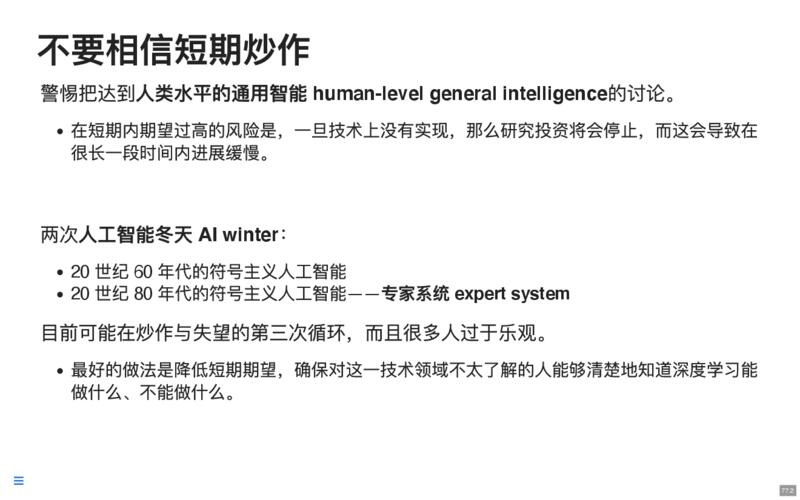 不要相信短期炒作
警惕把达到人类水平的通用智能 human-level general intelligence的讨论。
在短期内期望过高的风险是，一旦技术上没有实现，那么研究投资将会停止，而这会导致在
很长一段时间内进展缓慢。
两次人工智能冬天 AI winter：
20 世纪 60 年代的符号主义人工智能
20 世纪 80 年代的符号主义人工智能——专家系统 expert system
目前可能在炒作与失望的第三次循环，而且很多人过于乐观。
最好的做法是降低短期期望，确保对这一技术领域不太了解的人能够清楚地知道深度学习能
做什么、不能做什么。
77.2